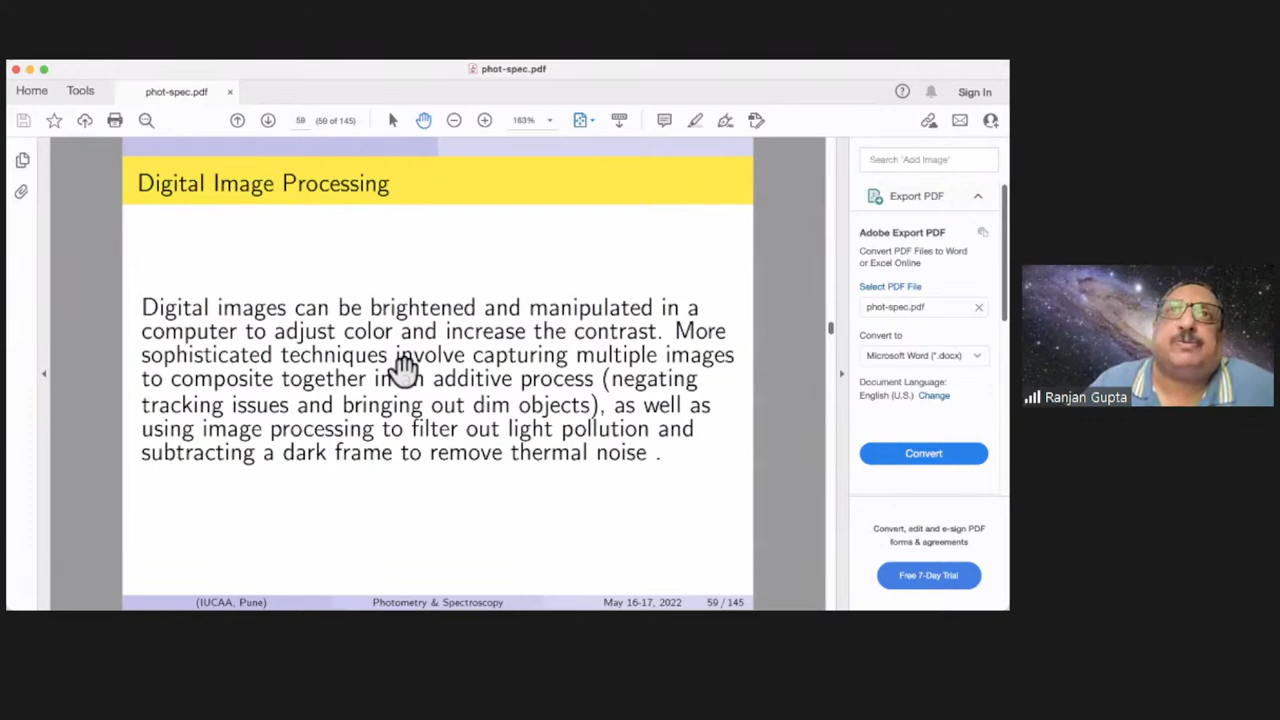 phot-spec.pdf
Home Tools phot-spec.pdf ×
Sign In
59 (59 of 145) 163%
Search 'Add Image'
Export PDF
Adobe Export PDF
Convert PDF Files to Word
or Excel Online
Select PDF File
phot-spec.pdf
Convert to
Microsoft Word (*.docx)
Document Language:
English (U.S.) Change
Convert
Convert, edit and e-sign PDF
forms & agreements
Free 7-Day Trial
Digital Image Processing
Digital images can be brightened and manipulated in a
computer to adjust color and increase the contrast. More
sophisticated techniques involve capturing multiple images
to composite together in an additive process (negating
tracking issues and bringing out dim objects), as well as
using image processing to filter out light pollution and
subtracting a dark frame to remove thermal noise .
(IUCAA, Pune) Photometry & Spectroscopy May 16-17, 2022 59 / 145
Ranjan Gupta